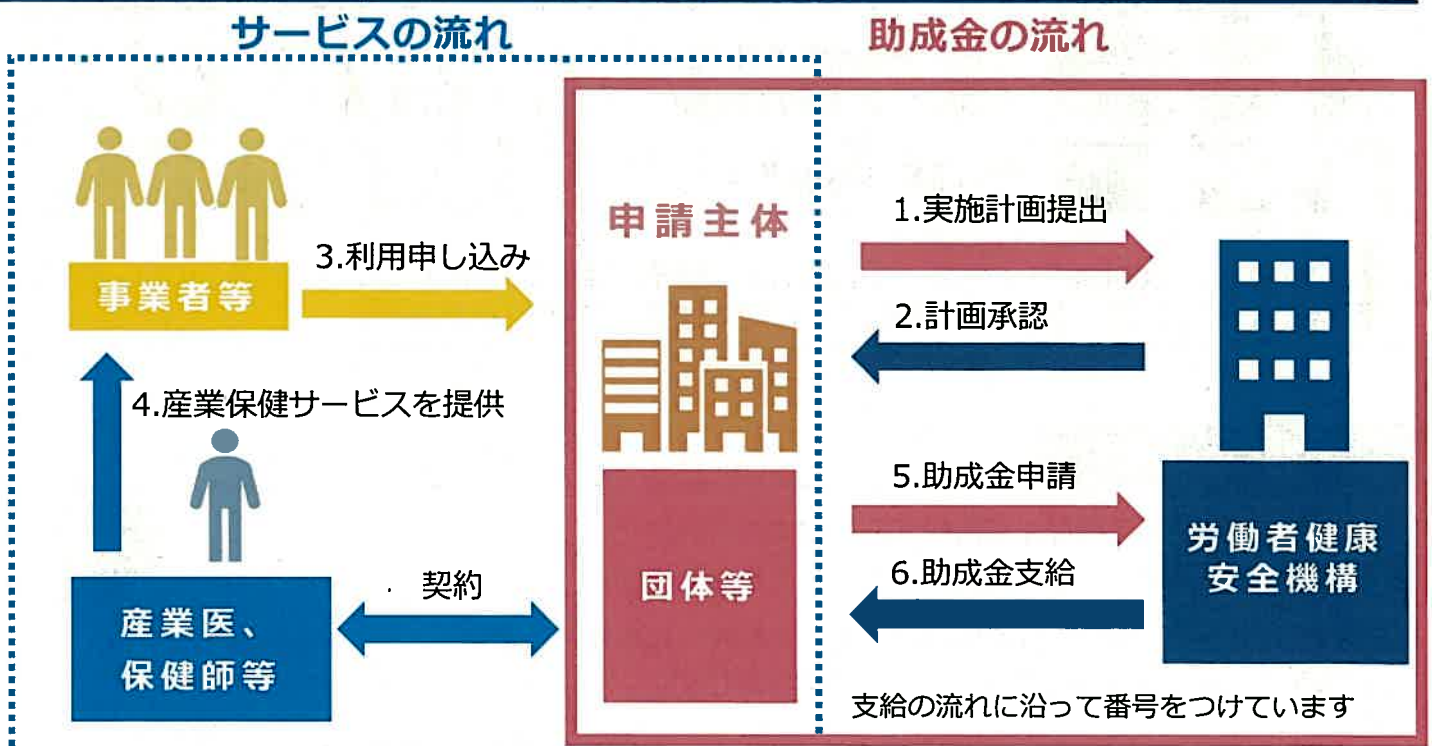 サービスの流れ
助成金の流れ
申請主体
1.実施計画提出
3.利用申し込み
事業者等
2.計画承認
4.産業保健サービスを提供
5.助成金申請
労働者健康
安全機構
6.助成金支給
団体等
契約
産業医、
保健師等
支給の流れに沿って番号をつけています